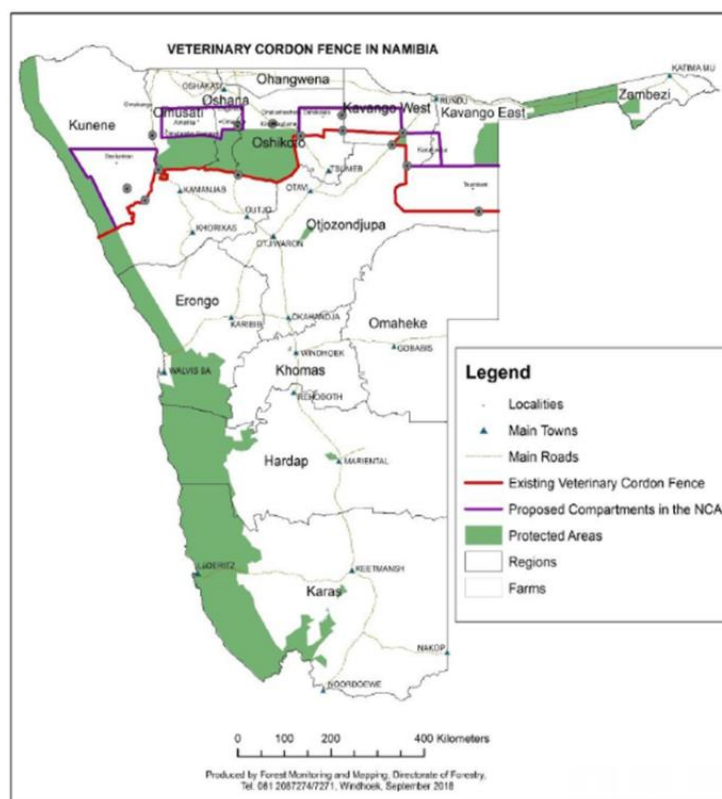 VETERINARY CORDON FENCE IN NAMIBIA
KATIMA MU
Ohangwena
OSHAKATI
Oshana
Zambezi
Omusati
Kavango West
RUNDU
Kavango East
Kunene
Oshikoto
TSUMEB
KAMANJAB
OTAVI
OUTJO
Otjozondjupa
KHORIXAS
OTJIWARON
Erongo
KARIBIB
OKAHANDJA
Omaheke
WINDHOEK
GOBABIS
Khomas
WALVIS BA
REHOBOTH
Hardap
MARIENTAL
LUDERITZ
KEETMANSH
Karas
NAKOP
NOORDOEWE
Legend
Localities
Main Towns
Main Roads
Existing Veterinary Cordon Fence
Proposed Compartments in the NCA
Protected Areas
Regions
Farms
0 100 200 400 Kilometers
Produced by Forest Monitoring and Mapping, Directorate of Forestry,
Tel. 061 2087274/7271, Windhoek, September 2018